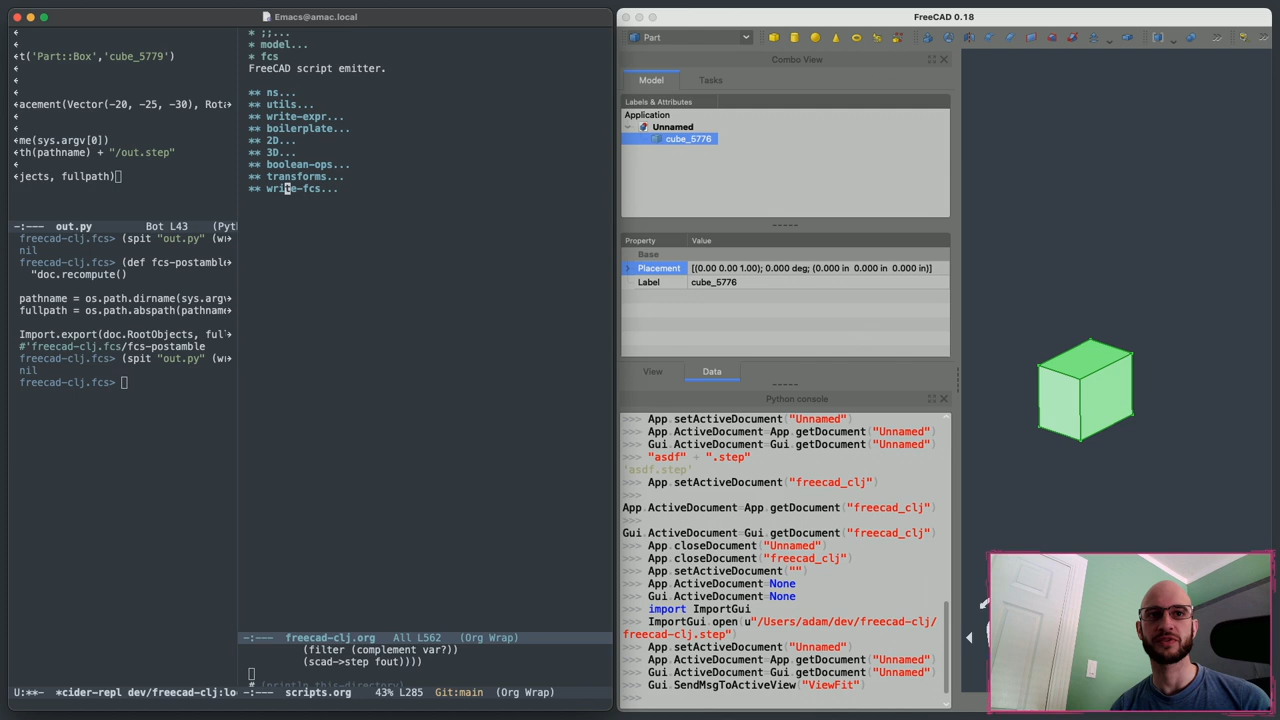 Emacs@amac.local
t('Part::Box','cube_5779')
acement(Vector(-20, -25, -30), Rota
me(sys.argv[0])
th(pathname) + "/out.step"
jects, fullpath)
-:--- out.py Bot L43 (Pyt
freecad-clj.fcs> (spit "out.py" (w
nil
freecad-clj.fcs> (def fcs-postambl
"doc.recompute()
pathname = os.path.dirname(sys.argv
fullpath = os.path.abspath(pathname
Import.export(doc.RootObjects, ful
#'freecad-clj.fcs/fcs-postamble
freecad-clj.fcs> (spit "out.py" (w
nil
freecad-clj.fcs>
U:**- *cider-repl dev/freecad-clj:lo
* ;;...
* model...
* fcs
FreeCAD script emitter.
** ns...
** utils...
** write-expr...
** boilerplate...
** 2D...
** 3D...
** boolean-ops...
** transforms...
** write-fcs...
-:--- freecad-clj.org All L562 (Org Wrap)
(filter (complement var?))
(scad->step fout))))
# (println this-directory)
-:--- scripts.org 43% L285 Git:main (Org Wrap)
FreeCAD 0.18
Part
Combo View
Model Tasks
Labels & Attributes
Application
Unnamed
cube_5776
Property Value
Base
Placement [(0.00 0.00 1.00); 0.000 deg; (0.000 in 0.000 in 0.000 in)]
Label cube_5776
View Data
Python console
>>> App.setActiveDocument("Unnamed")
>>> App.ActiveDocument=App.getDocument("Unnamed")
>>> Gui.ActiveDocument=Gui.getDocument("Unnamed")
>>> "asdf" + ".step"
'asdf.step'
>>> App.setActiveDocument("freecad_clj")
>>>
App.ActiveDocument=App.getDocument("freecad_clj")
>>>
Gui.ActiveDocument=Gui.getDocument("freecad_clj")
>>> App.closeDocument("Unnamed")
>>> App.closeDocument("freecad_clj")
>>> App.setActiveDocument("")
>>> App.ActiveDocument=None
>>> Gui.ActiveDocument=None
>>> import ImportGui
>>> ImportGui.open(u"/Users/adam/dev/freecad-clj/
freecad-clj.step")
>>> App.setActiveDocument("Unnamed")
>>> App.ActiveDocument=App.getDocument("Unnamed")
>>> Gui.ActiveDocument=Gui.getDocument("Unnamed")
>>> Gui.SendMsgToActiveView("ViewFit")
>>>